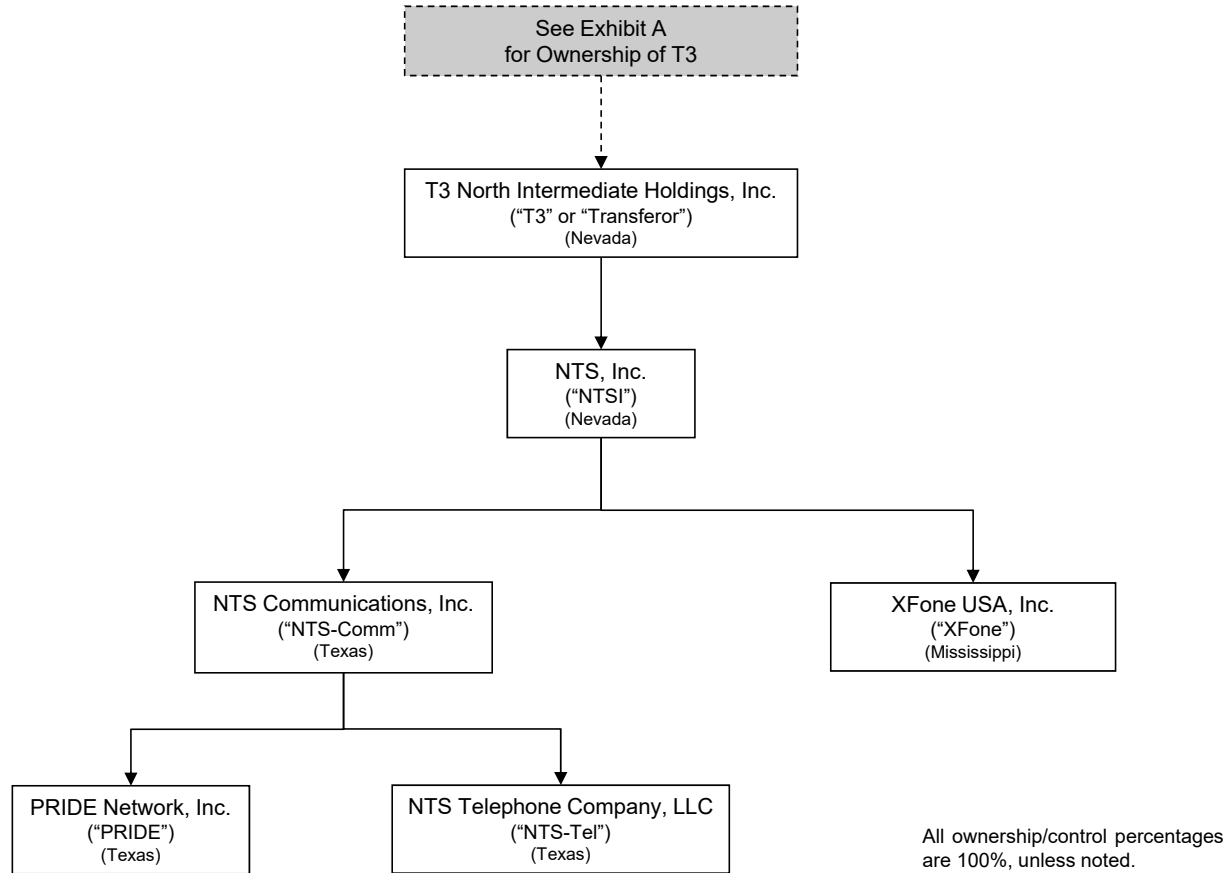 See Exhibit A
for Ownership of T3
T3 North Intermediate Holdings, Inc.
(“T3” or “Transferor”)
(Nevada)
NTS, Inc.
(“NTSI”)
(Nevada)
NTS Communications, Inc.
(“NTS-Comm”)
(Texas)
XFone USA, Inc.
(“XFone”)
(Mississippi)
PRIDE Network, Inc.
(“PRIDE”)
(Texas)
NTS Telephone Company, LLC
(“NTS-Tel”)
(Texas)
All ownership/control percentages
are 100%, unless noted.